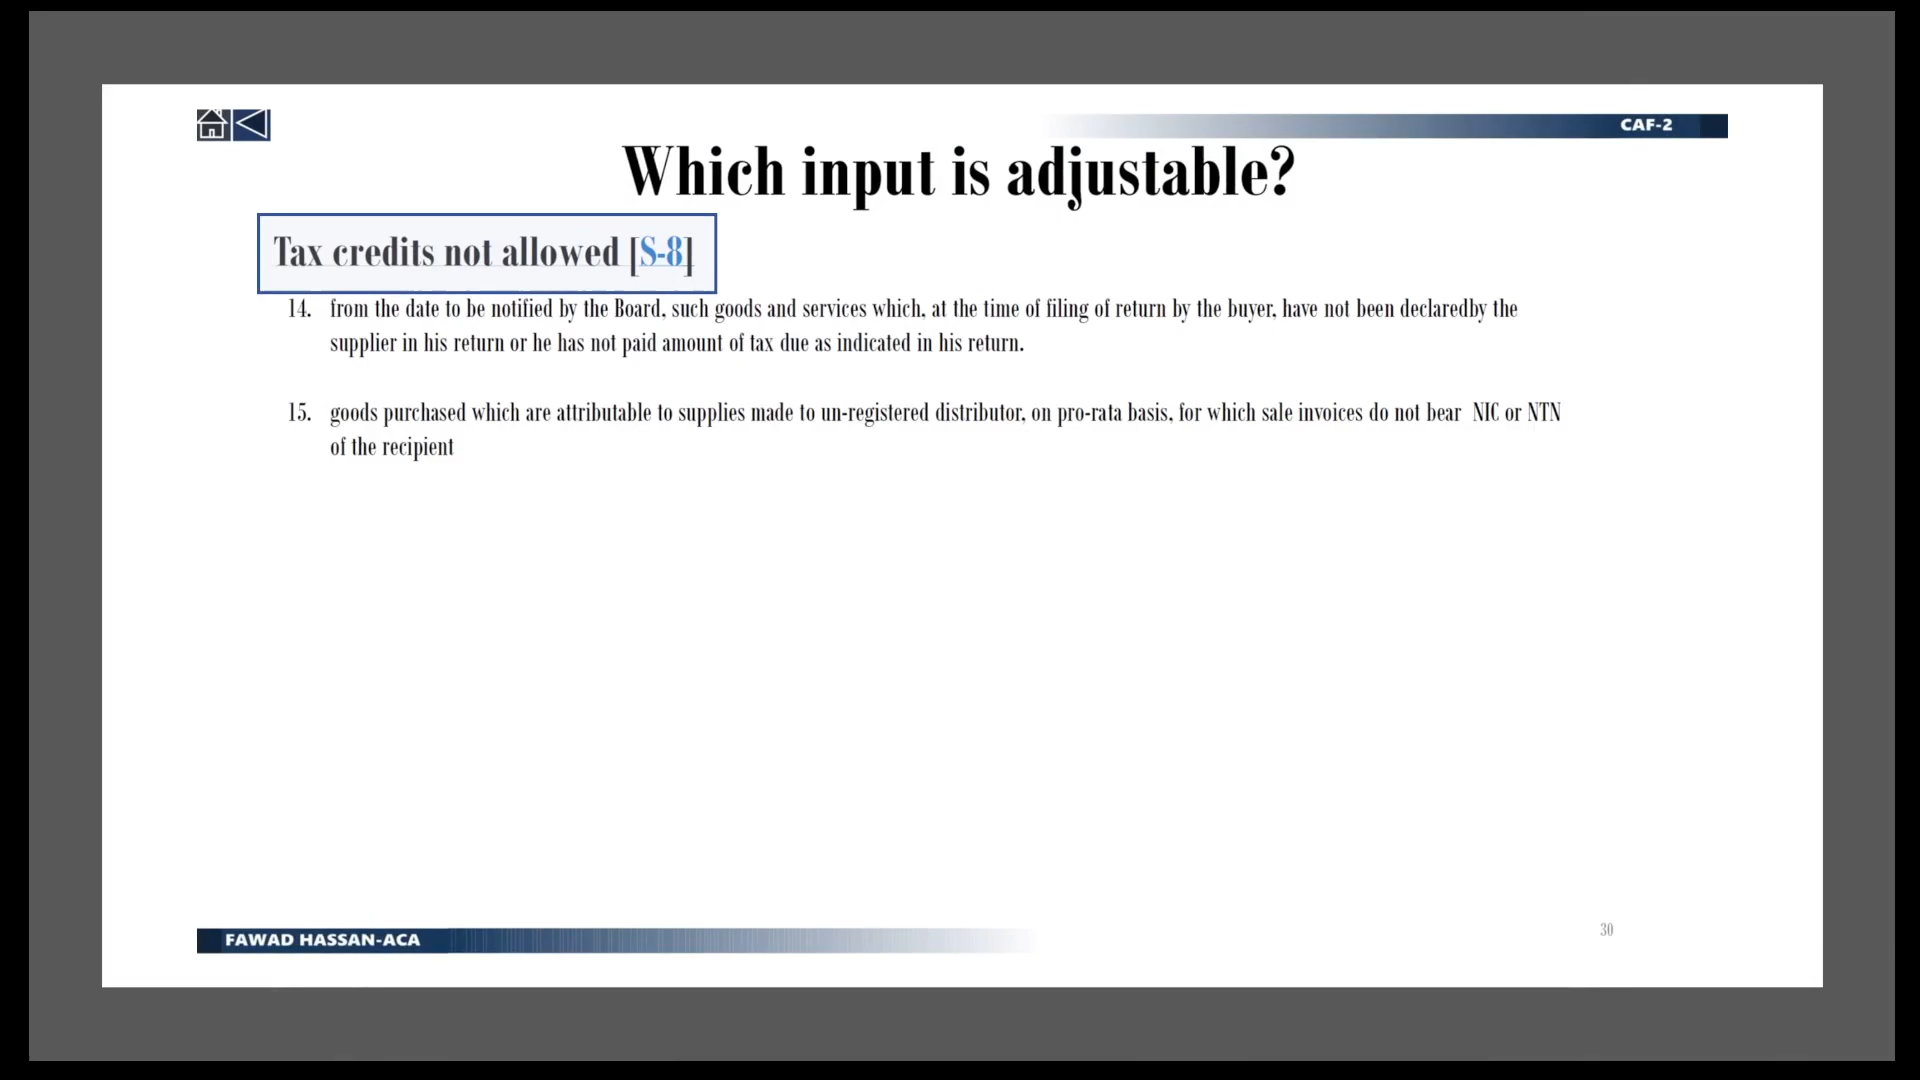 CAF-2
Which input is adjustable?
Tax credits not allowed [S-8]
14. from the date to be notified by the Board, such goods and services which, at the time of filing of return by the buyer, have not been declaredby the
supplier in his return or he has not paid amount of tax due as indicated in his return.
15. goods purchased which are attributable to supplies made to un-registered distributor, on pro-rata basis, for which sale invoices do not bear NIC or NTN
of the recipient
FAWAD HASSAN-ACA
30